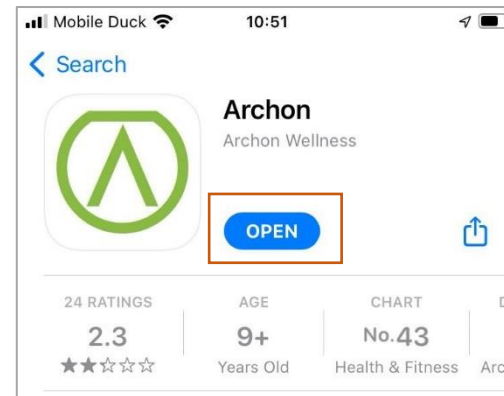 Mobile Duck 10:51
Search
Archon
Archon Wellness
OPEN
24 RATINGS AGE CHART
2.3 9+ No.43
Years Old Health & Fitness